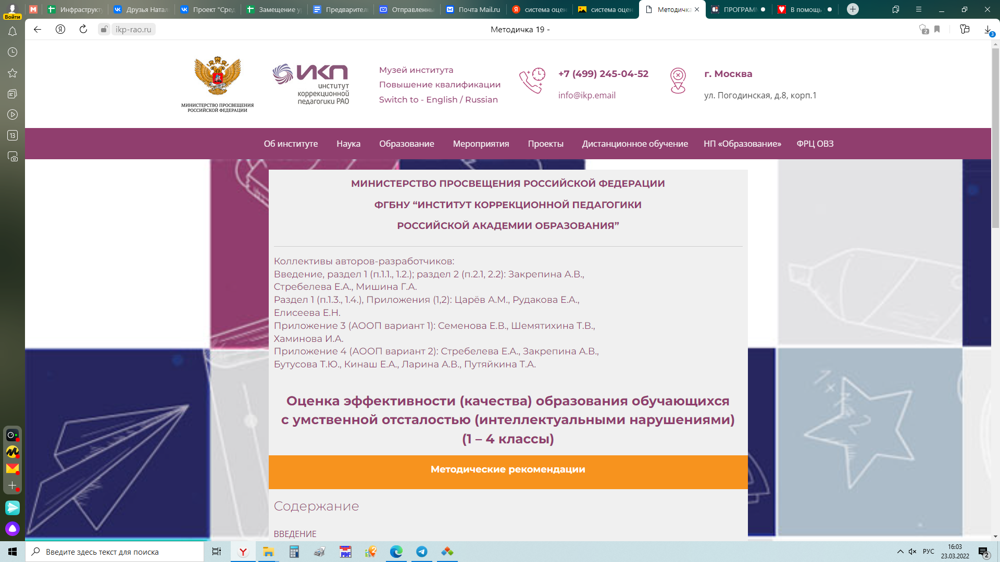 Войти
Инфраструкту
Друзья Натал
Проект "Сред
Замещение ур
Предваритель
Отправленны
Почта Mail.ru
система оцен
система оцен
Методичка
ПРОГРАММ
В помощь
ikp-rao.ru
Методичка 19 -
2
3
13
МИНИСТЕРСТВО ПРОСВЕЩЕНИЯ
РОССИЙСКОЙ ФЕДЕРАЦИИ
ИКП
институт
коррекционной
педагогики РАО
Музей института
Повышение квалификации
Switch to - English / Russian
+7 (499) 245-04-52
info@ikp.email
г. Москва
ул. Погодинская, д.8, корп.1
Об институте
Наука
Образование
Мероприятия
Проекты
Дистанционное обучение
НП «Образование»
ФРЦ ОВЗ
МИНИСТЕРСТВО ПРОСВЕЩЕНИЯ РОССИЙСКОЙ ФЕДЕРАЦИИ
ФГБНУ “ИНСТИТУТ КОРРЕКЦИОННОЙ ПЕДАГОГИКИ
РОССИЙСКОЙ АКАДЕМИИ ОБРАЗОВАНИЯ”
Коллективы авторов-разработчиков:
Введение, раздел 1 (п.1.1., 1.2.); раздел 2 (п.2.1, 2.2): Закрепина А.В.,
Стребелева Е.А., Мишина Г.А.
Раздел 1 (п.1.3., 1.4.), Приложения (1,2): Царёв А.М., Рудакова Е.А.,
Елисеева Е.Н.
Приложение 3 (АООП вариант 1): Семенова Е.В., Шемятихина Т.В.,
Хаминова И.А.
Приложение 4 (АООП вариант 2): Стребелева Е.А., Закрепина А.В.,
Бутусова Т.Ю., Кинаш Е.А., Ларина А.В., Путяйкина Т.А.
Оценка эффективности (качества) образования обучающихся
с умственной отсталостью (интеллектуальными нарушениями)
(1 – 4 классы)
Методические рекомендации
Содержание
ВВЕДЕНИЕ
Введите здесь текст для поиска
PDF
РУС
16:03
23.03.2022
2